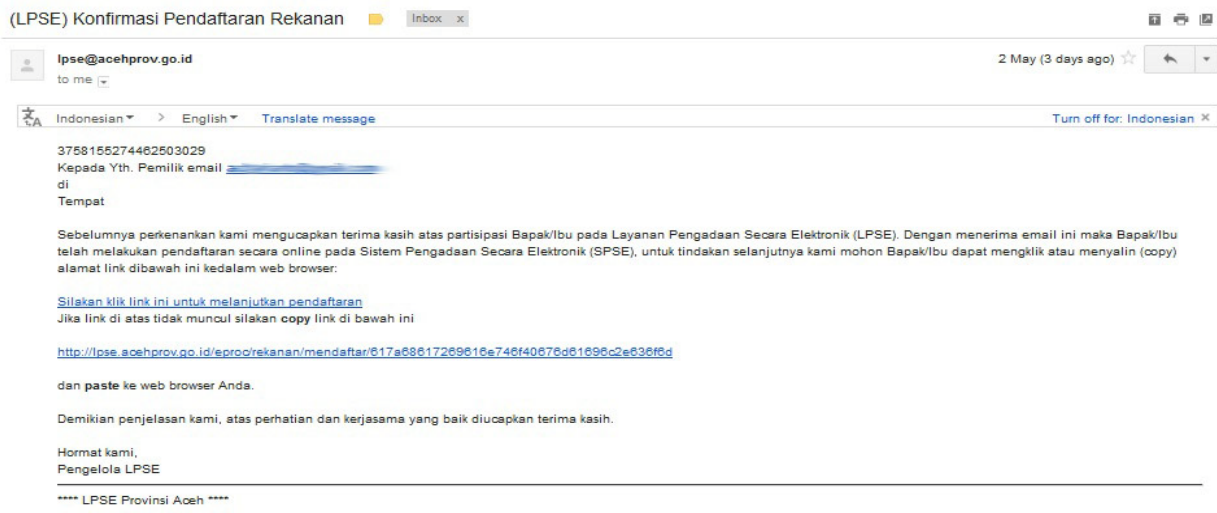 (LPSE) Konfirmasi Pendaftaran Rekanan Inbox x
lpse@acehprov.go.id 2 May (3 days ago)
to me
Indonesian > English Translate message Turn off for: Indonesian x
3758155274462503029
Kepada Yth. Pemilik email
di
Tempat
Sebelumnya perkenankan kami mengucapkan terima kasih atas partisipasi Bapak/Ibu pada Layanan Pengadaan Secara Elektronik (LPSE). Dengan menerima email ini maka Bapak/Ibu
telah melakukan pendaftaran secara online pada Sistem Pengadaan Secara Elektronik (SPSE), untuk tindakan selanjutnya kami mohon Bapak/Ibu dapat mengklik atau menyalin (copy)
alamat link dibawah ini kedalam web browser:
Silakan klik link ini untuk melanjutkan pendaftaran
Jika link di atas tidak muncul silakan copy link di bawah ini
http://lpse.acehprov.go.id/eproc/rekanan/mendaftar/617a68617269616e746f40676d61696c2e636f6d
dan paste ke web browser Anda.
Demikian penjelasan kami, atas perhatian dan kerjasama yang baik diucapkan terima kasih.
Hormat kami,
Pengelola LPSE
**** LPSE Provinsi Aceh ****